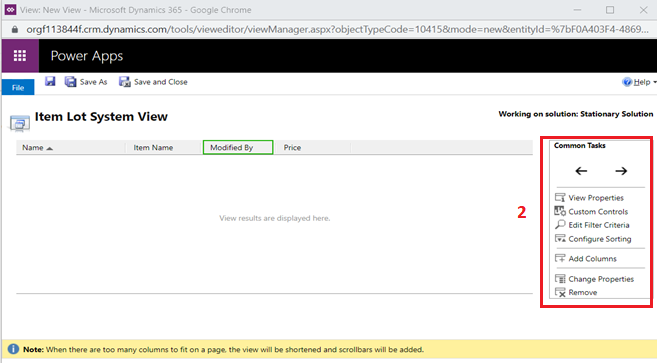 View: New View - Microsoft Dynamics 365 - Google Chrome
orgf113844f.crm.dynamics.com/tools/vieweditor/viewManager.aspx?objectTypeCode=10415&mode=new&entityId=%7bF0A403F4-4869...
Power Apps
File Save As Save and Close Help
Item Lot System View
Working on solution: Stationary Solution
Name Item Name Modified By Price
Common Tasks
View results are displayed here.
2
View Properties
Custom Controls
Edit Filter Criteria
Configure Sorting
Add Columns
Change Properties
Remove
Note: When there are too many columns to fit on a page, the view will be shortened and scrollbars will be added.